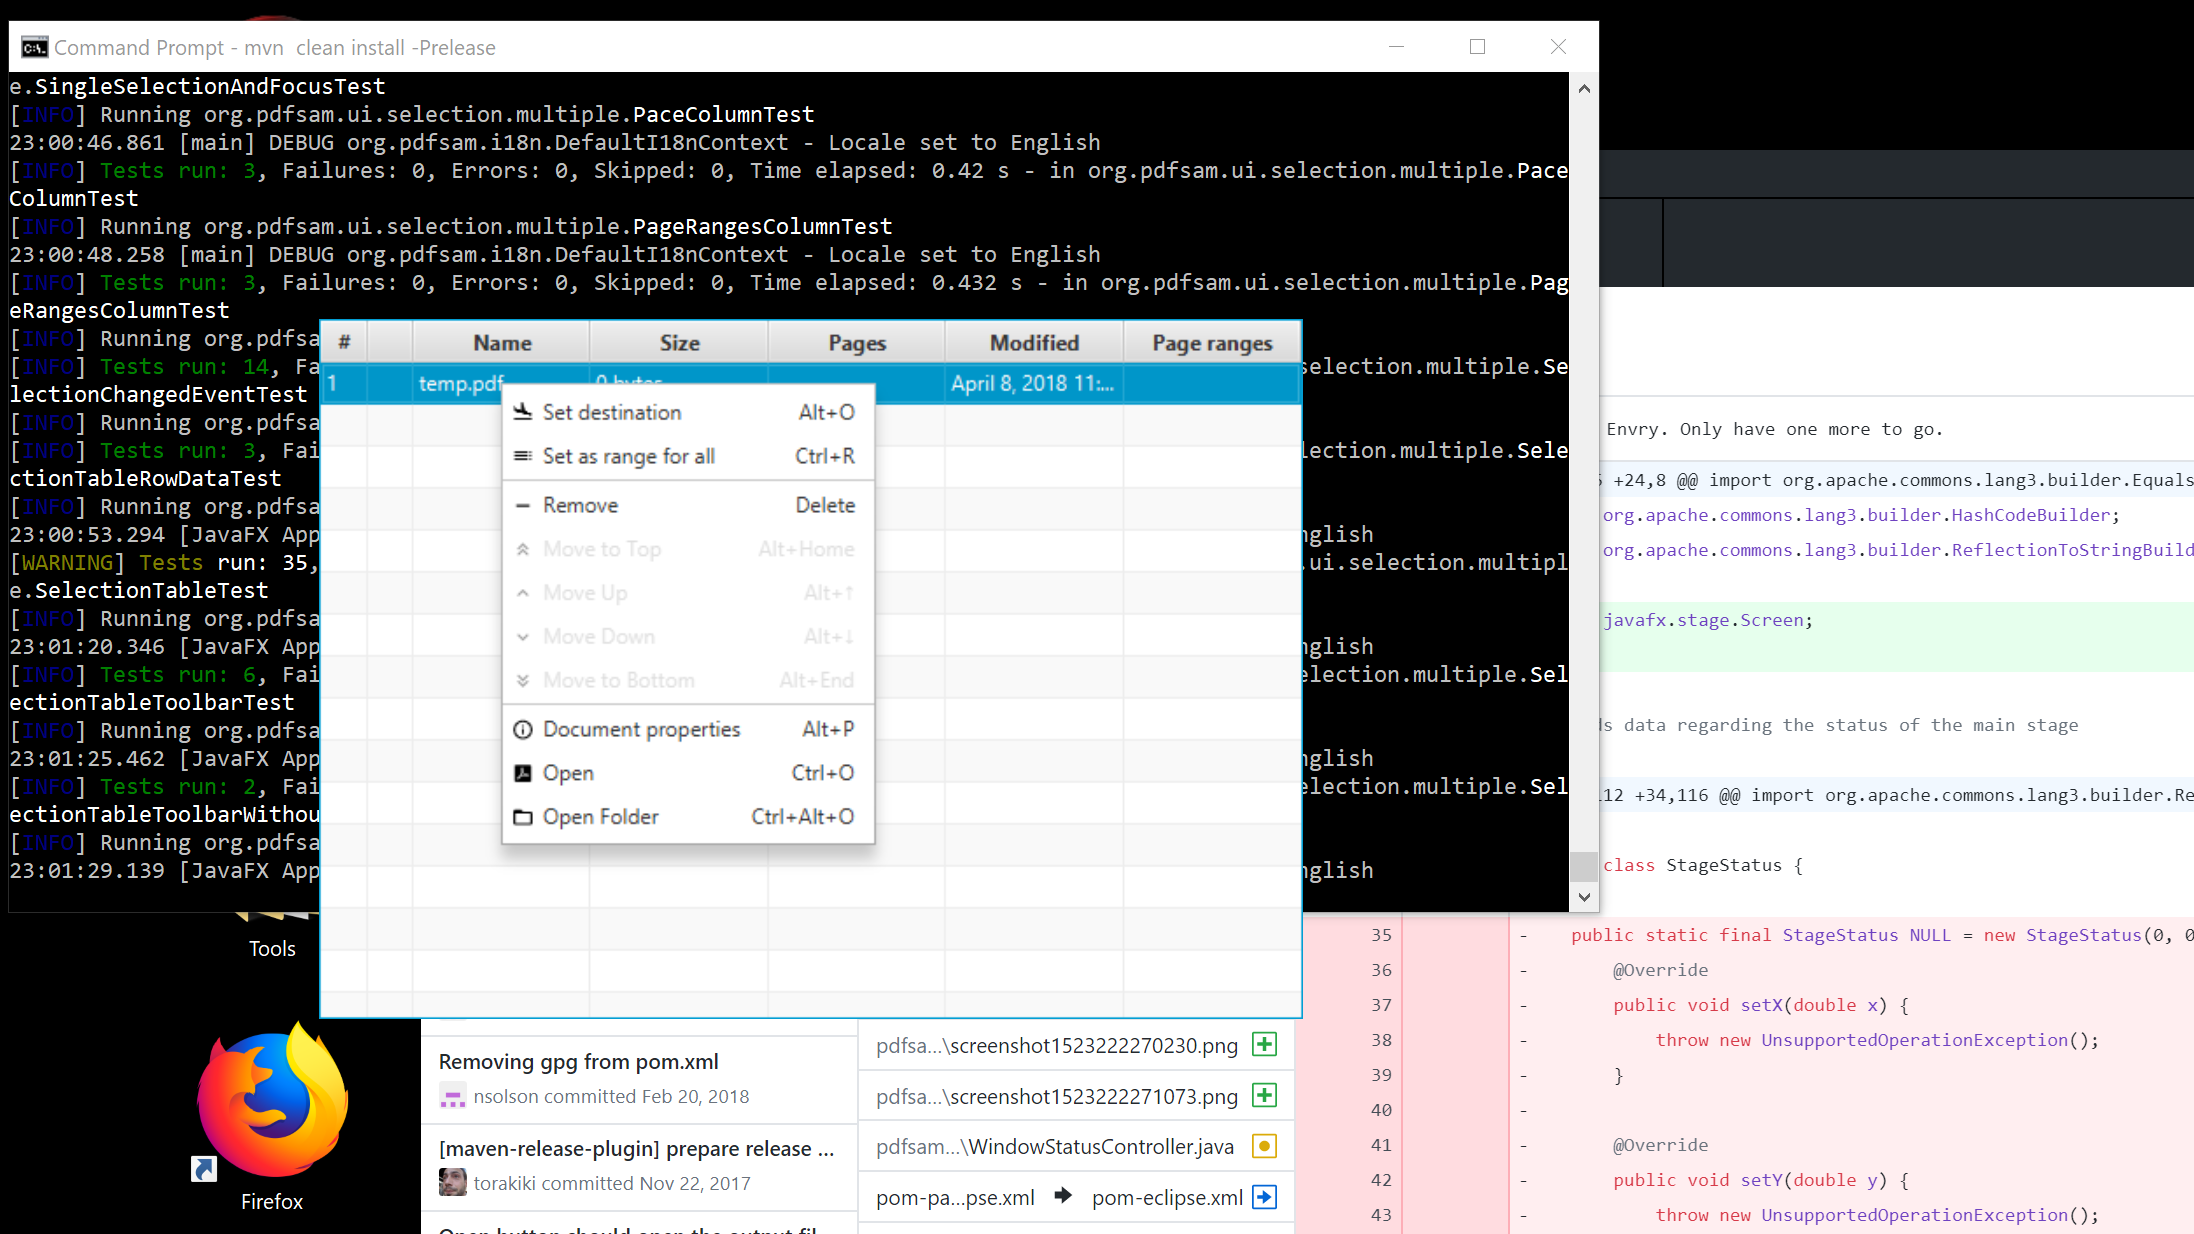 Command Prompt - mvn  clean install -Prelease
e.SingleSelectionAndFocusTest
[INFO] Running org.pdfsam.ui.selection.multiple.PaceColumnTest
23:00:46.861 [main] DEBUG org.pdfsam.i18n.DefaultI18nContext - Locale set to English
[INFO] Tests run: 3, Failures: 0, Errors: 0, Skipped: 0, Time elapsed: 0.42 s - in org.pdfsam.ui.selection.multiple.Pace
ColumnTest
[INFO] Running org.pdfsam.ui.selection.multiple.PageRangesColumnTest
23:00:48.258 [main] DEBUG org.pdfsam.i18n.DefaultI18nContext - Locale set to English
[INFO] Tests run: 3, Failures: 0, Errors: 0, Skipped: 0, Time elapsed: 0.432 s - in org.pdfsam.ui.selection.multiple.Pag
eRangesColumnTest
[INFO] Running org.pdfsa
[INFO] Tests run: 14, Fa selection.multiple.Se
lectionChangedEventTest
[INFO] Running org.pdfsa
[INFO] Tests run: 3, Fai lection.multiple.Sele
ctionTableRowDataTest
[INFO] Running org.pdfsa
23:00:53.294 [JavaFX App nglish
[WARNING] Tests run: 35, .ui.selection.multipl
e.SelectionTableTest
[INFO] Running org.pdfsa
23:01:20.346 [JavaFX App nglish
[INFO] Tests run: 6, Fai election.multiple.Sel
ectionTableToolbarTest
[INFO] Running org.pdfsa
23:01:25.462 [JavaFX App nglish
[INFO] Tests run: 2, Fai election.multiple.Sel
ectionTableToolbarWithou
[INFO] Running org.pdfsa
23:01:29.139 [JavaFX App nglish
# Name Size Pages Modified Page ranges
1 temp.pdf 0 bytes April 8, 2018 11:...
Set destination Alt+O
Set as range for all Ctrl+R
Remove Delete
Move to Top Alt+Home
Move Up Alt+↑
Move Down Alt+↓
Move to Bottom Alt+End
Document properties Alt+P
Open Ctrl+O
Open Folder Ctrl+Alt+O
Envry. Only have one more to go.
+24,8 @@ import org.apache.commons.lang3.builder.Equals
org.apache.commons.lang3.builder.HashCodeBuilder;
org.apache.commons.lang3.builder.ReflectionToStringBuild
javafx.stage.Screen;
ds data regarding the status of the main stage
112 +34,116 @@ import org.apache.commons.lang3.builder.Re
class StageStatus {
35 - public static final StageStatus NULL = new StageStatus(0, 0
36 - @Override
37 - public void setX(double x) {
38 - throw new UnsupportedOperationException();
39 - }
40 -
41 - @Override
42 - public void setY(double y) {
43 - throw new UnsupportedOperationException();
Tools
Firefox
Removing gpg from pom.xml
nsolson committed Feb 20, 2018
[maven-release-plugin] prepare release ...
torakiki committed Nov 22, 2017
Open button should open the output fil
pdfsa...\screenshot1523222270230.png
pdfsa...\screenshot1523222271073.png
pdfsam...\WindowStatusController.java
pom-pa...pse.xml → pom-eclipse.xml